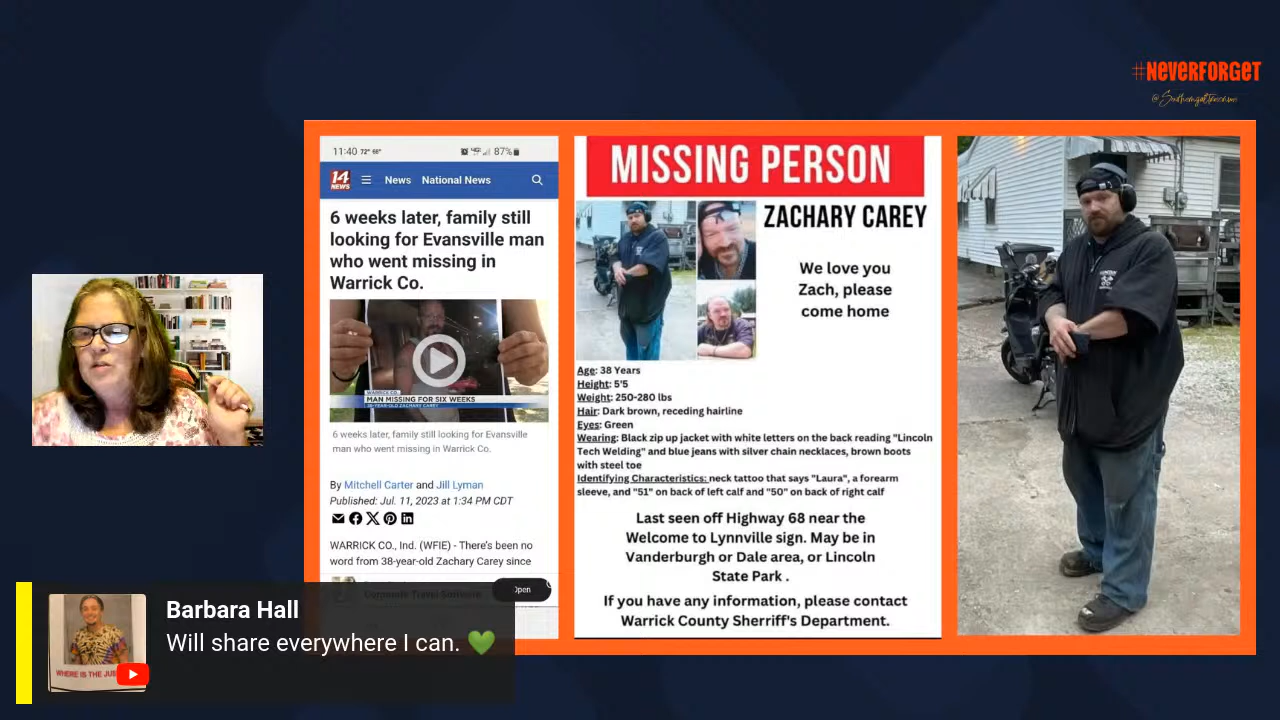 #NEVERFORGET
11:40 72° 68°
87%
14
NEWS
News National News
6 weeks later, family still
looking for Evansville man
who went missing in
Warrick Co.
WARRICK CO.
MAN MISSING FOR SIX WEEKS
38-YEAR-OLD ZACHARY CAREY
6 weeks later, family still looking for Evansville
man who went missing in Warrick Co.
By Mitchell Carter and Jill Lyman
Published: Jul. 11, 2023 at 1:34 PM CDT
WARRICK CO., Ind. (WFIE) - There's been no
word from 38-year-old Zachary Carey since
Open
MISSING PERSON
ZACHARY CAREY
We love you
Zach, please
come home
Age: 38 Years
Height: 5'5
Weight: 250-280 lbs
Hair: Dark brown, receding hairline
Eyes: Green
Wearing: Black zip up jacket with white letters on the back reading "Lincoln
Tech Welding" and blue jeans with silver chain necklaces, brown boots
with steel toe
Identifying Characteristics: neck tattoo that says "Laura", a forearm
sleeve, and "51" on back of left calf and "50" on back of right calf
Last seen off Highway 68 near the
Welcome to Lynnville sign. May be in
Vanderburgh or Dale area, or Lincoln
State Park .
If you have any information, please contact
Warrick County Sherriff's Department.
Barbara Hall
Will share everywhere I can. 💚
WHERE IS THE JUS